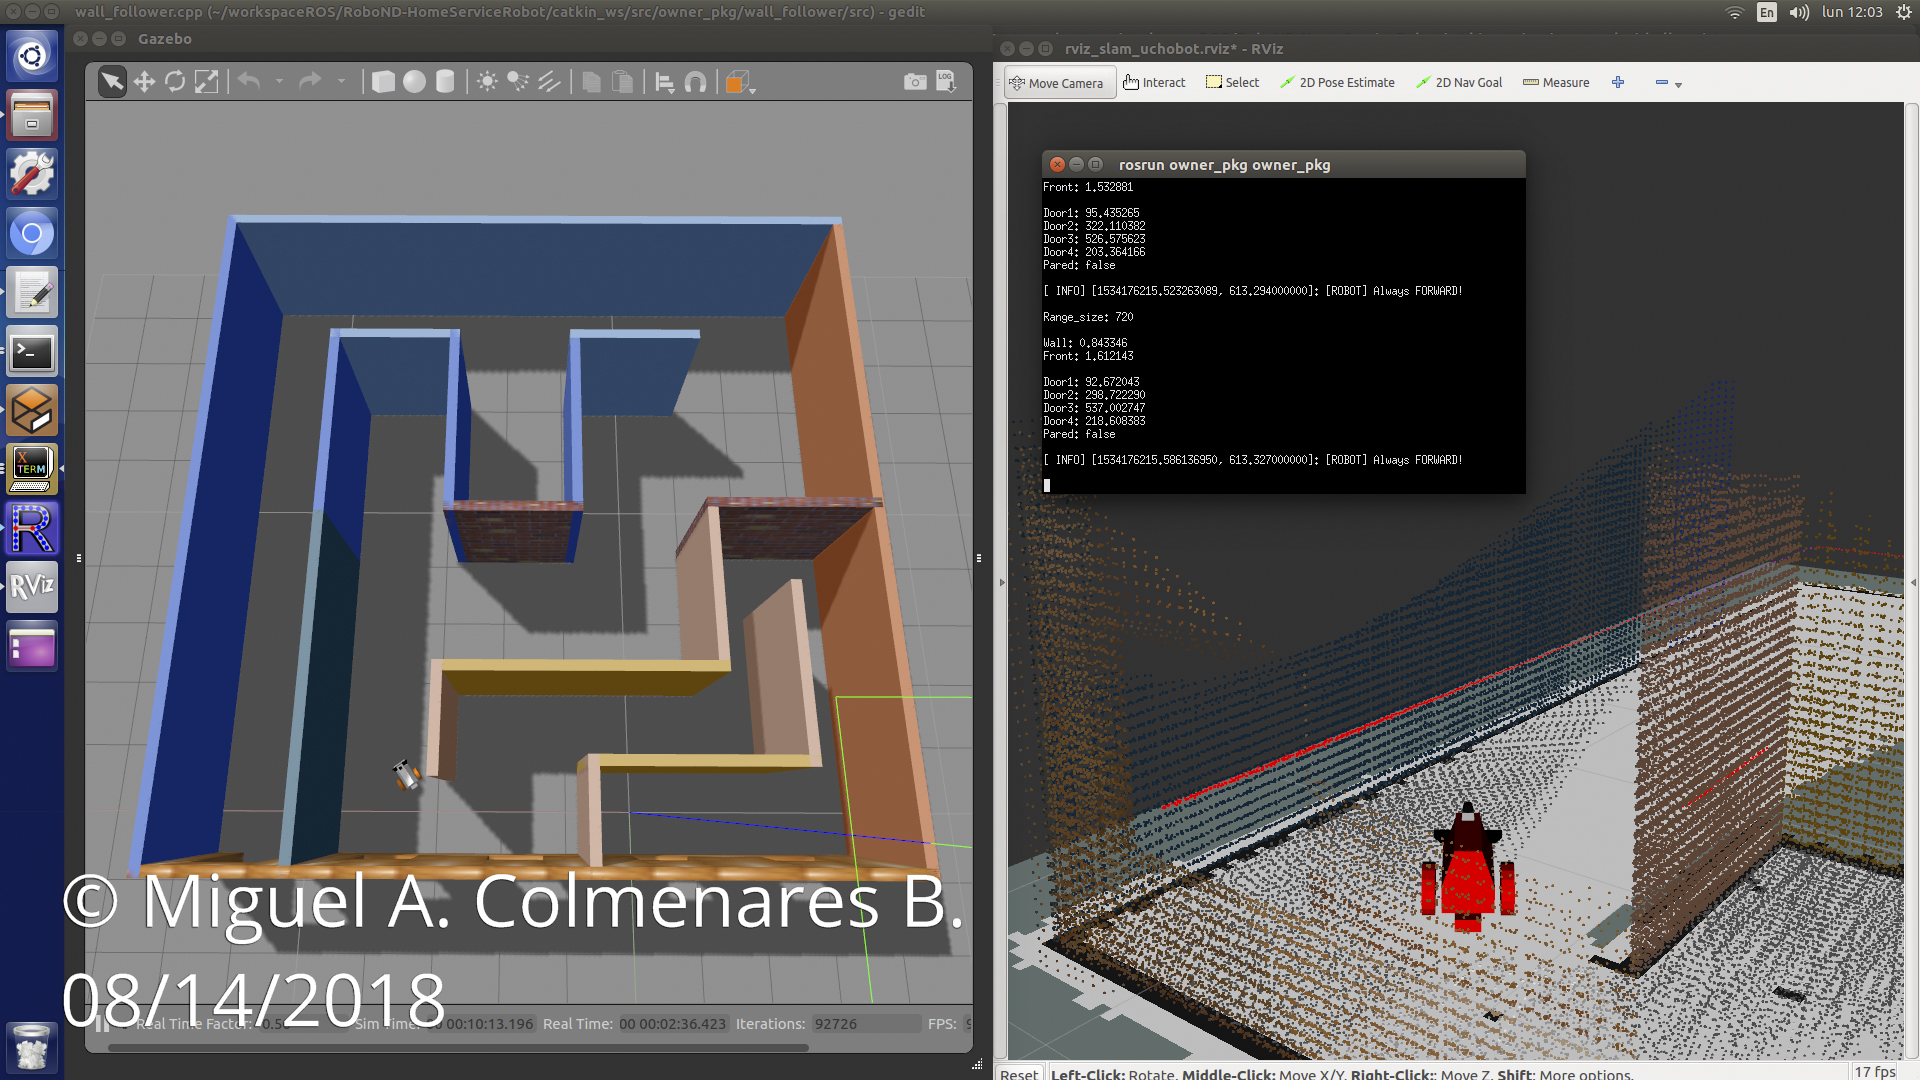 wall_follower.cpp (~/workspaceROS/RoboND-HomeServiceRobot/catkin_ws/src/owner_pkg/wall_follower/src) - gedit
En
lun 12:03
Gazebo
LOG
rviz_slam_uchobot.rviz* - RViz
Move Camera
Interact
Select
2D Pose Estimate
2D Nav Goal
Measure
rosrun owner_pkg owner_pkg
Front: 1.532881
Door1: 95.435265
Door2: 322.110382
Door3: 526.575623
Door4: 203.364166
Pared: false
[ INFO] [1534176215.523263089, 613.294000000]: [ROBOT] Always FORWARD!
Range_size: 720
Wall: 0.843346
Front: 1.612143
Door1: 92.672043
Door2: 298.722290
Door3: 537.002747
Door4: 218.608383
Pared: false
[ INFO] [1534176215.586136950, 613.327000000]: [ROBOT] Always FORWARD!
X
TERM
R
RViz
© Miguel A. Colmenares B.
08/14/2018
Real Time Factor:
Sim Time: 00:10:13.196
Real Time: 00 00:02:36.423
Iterations: 92726
FPS:
Reset
Left-Click: Rotate. Middle-Click: Move X/Y. Right-Click:: Move Z. Shift: More options.
17 fps